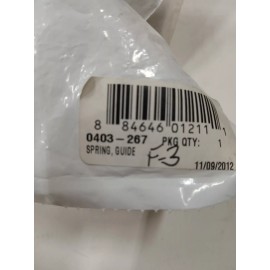 8 84646 01211 1
0403-267 PKG QTY:
SPRING, GUIDE 1
F-3
11/09/2012